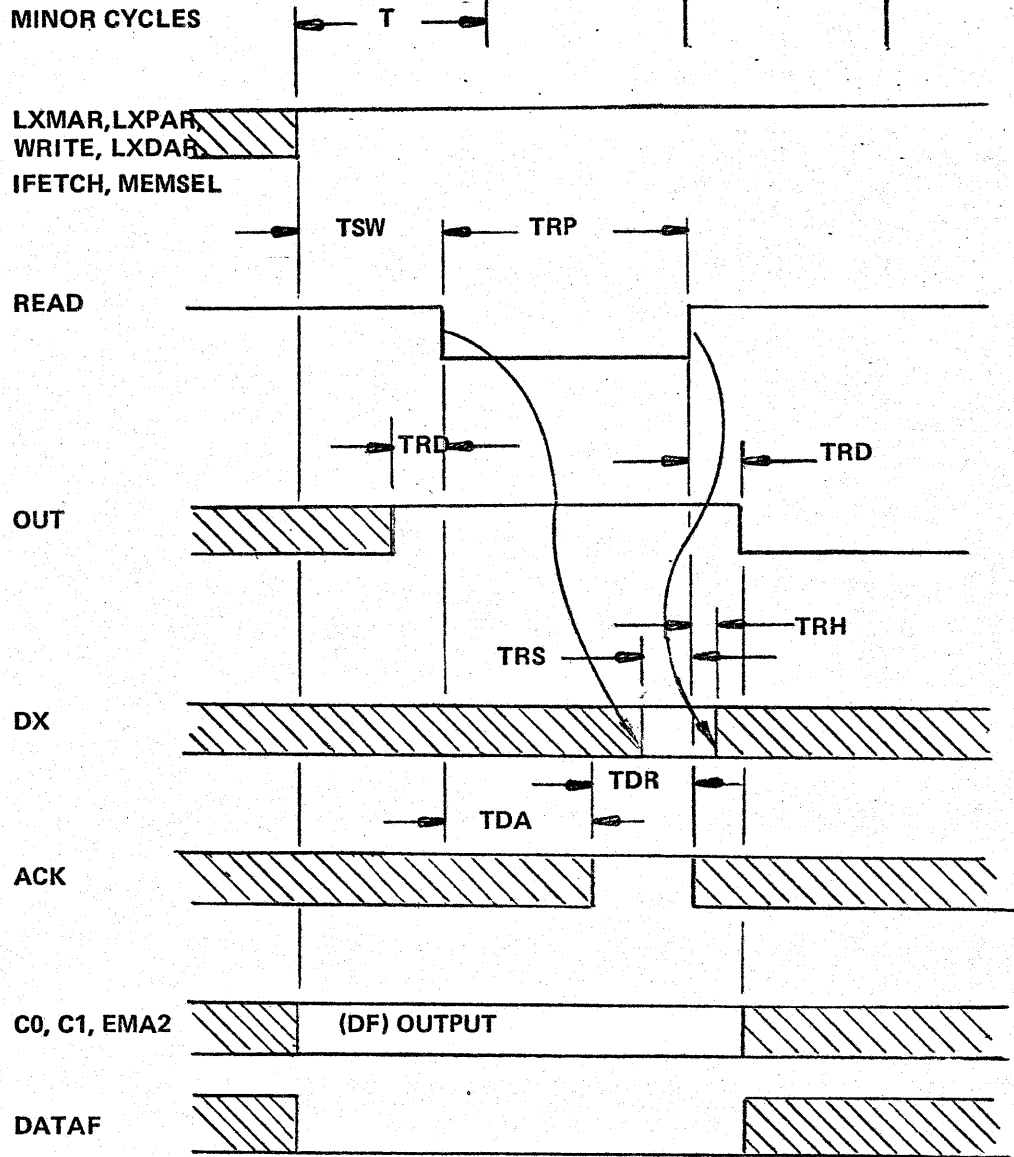 MINOR CYCLES T
LXMAR, LXPAR,
WRITE, LXDAR,
IFETCH, MEMSEL
TSW TRP
READ
TRD TRD
OUT
TRH
TRS
DX
TDR
TDA
ACK
C0, C1, EMA2 (DF) OUTPUT
DATAF